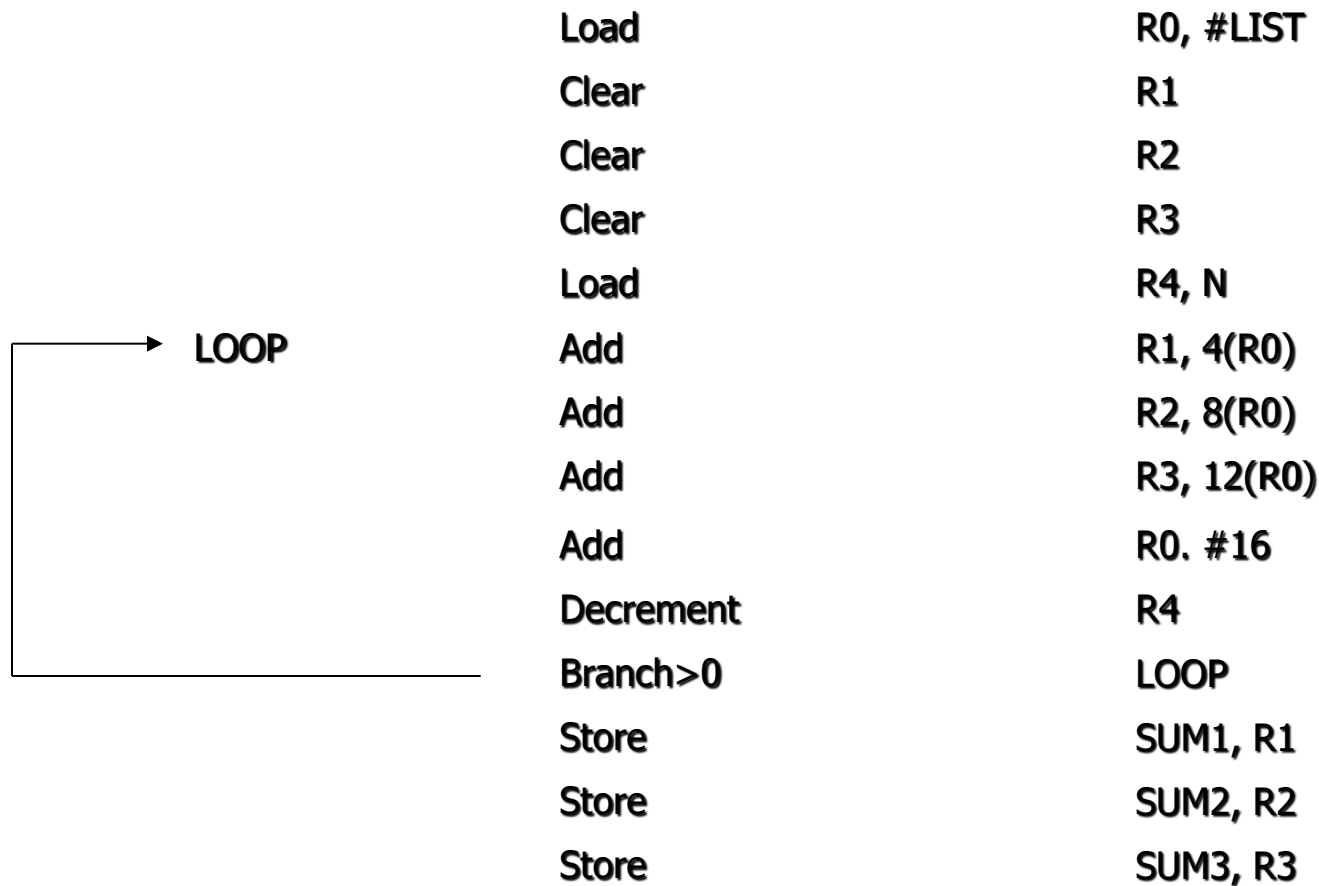 Load R0, #LIST
Clear R1
Clear R2
Clear R3
Load R4, N
LOOP Add R1, 4(R0)
Add R2, 8(R0)
Add R3, 12(R0)
Add R0. #16
Decrement R4
Branch>0 LOOP
Store SUM1, R1
Store SUM2, R2
Store SUM3, R3